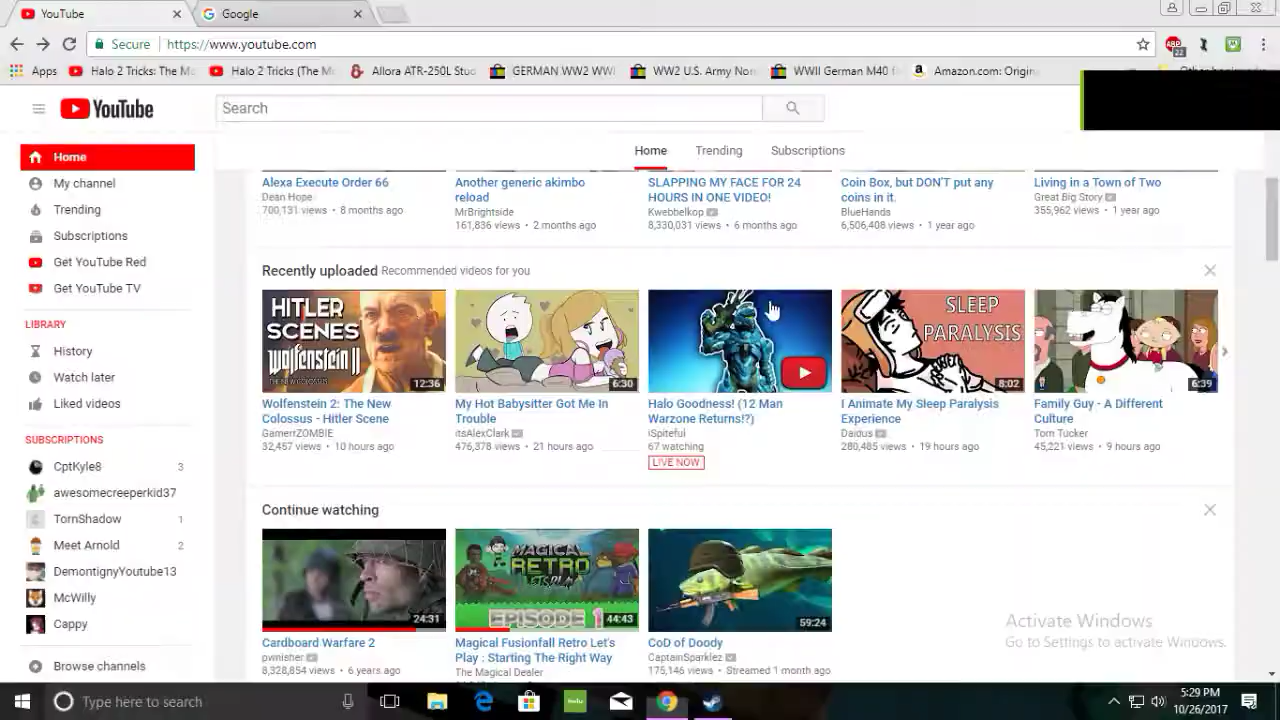 YouTube
Google
Secure
https://www.youtube.com
ABP
22
Apps
Halo 2 Tricks: The Mo
Halo 2 Tricks (The Mo
Allora ATR-250L Stud
GERMAN WW2 WWI
WW2 U.S. Army Nor
WWII German M40 f
Amazon.com: Origin
YouTube
Search
Home Trending Subscriptions
Home
My channel
Trending
Subscriptions
Get YouTube Red
Get YouTube TV
LIBRARY
History
Watch later
Liked videos
SUBSCRIPTIONS
CptKyle8 3
awesomecreeperkid37
TornShadow 1
Meet Arnold 2
DemontignyYoutube13
McWilly
Cappy
Browse channels
Alexa Execute Order 66
Dean Hope
700,131 views • 8 months ago
Another generic akimbo
reload
MrBrightside
161,836 views • 2 months ago
SLAPPING MY FACE FOR 24
HOURS IN ONE VIDEO!
Kwebbelkop
8,330,031 views • 6 months ago
Coin Box, but DON'T put any
coins in it.
BlueHands
6,506,408 views • 1 year ago
Living in a Town of Two
Great Big Story
355,962 views • 1 year ago
Recently uploaded Recommended videos for you
HITLER
SCENES
Wolfenstein II
THE NEW COLOSSUS
12:36
Wolfenstein 2: The New
Colossus - Hitler Scene
GamerrZOMBIE
32,457 views • 10 hours ago
6:30
My Hot Babysitter Got Me In
Trouble
itsAlexClark
476,378 views • 21 hours ago
Halo Goodness! (12 Man
Warzone Returns!?)
iSpiteful
67 watching
LIVE NOW
SLEEP
PARALYSIS
8:02
I Animate My Sleep Paralysis
Experience
Daidus
280,485 views • 19 hours ago
6:39
Family Guy - A Different
Culture
Tom Tucker
45,221 views • 9 hours ago
Continue watching
24:31
Cardboard Warfare 2
pwnisher
8,328,854 views • 6 years ago
MAGICAL
RETRO
LETS PLAY
EPISODE 1
44:43
Magical Fusionfall Retro Let's
Play : Starting The Right Way
The Magical Dealer
59:24
CoD of Doody
CaptainSparklez
175,146 views • Streamed 1 month ago
Activate Windows
Go to Settings to activate Windows.
Type here to search
hulu
5:29 PM
10/26/2017